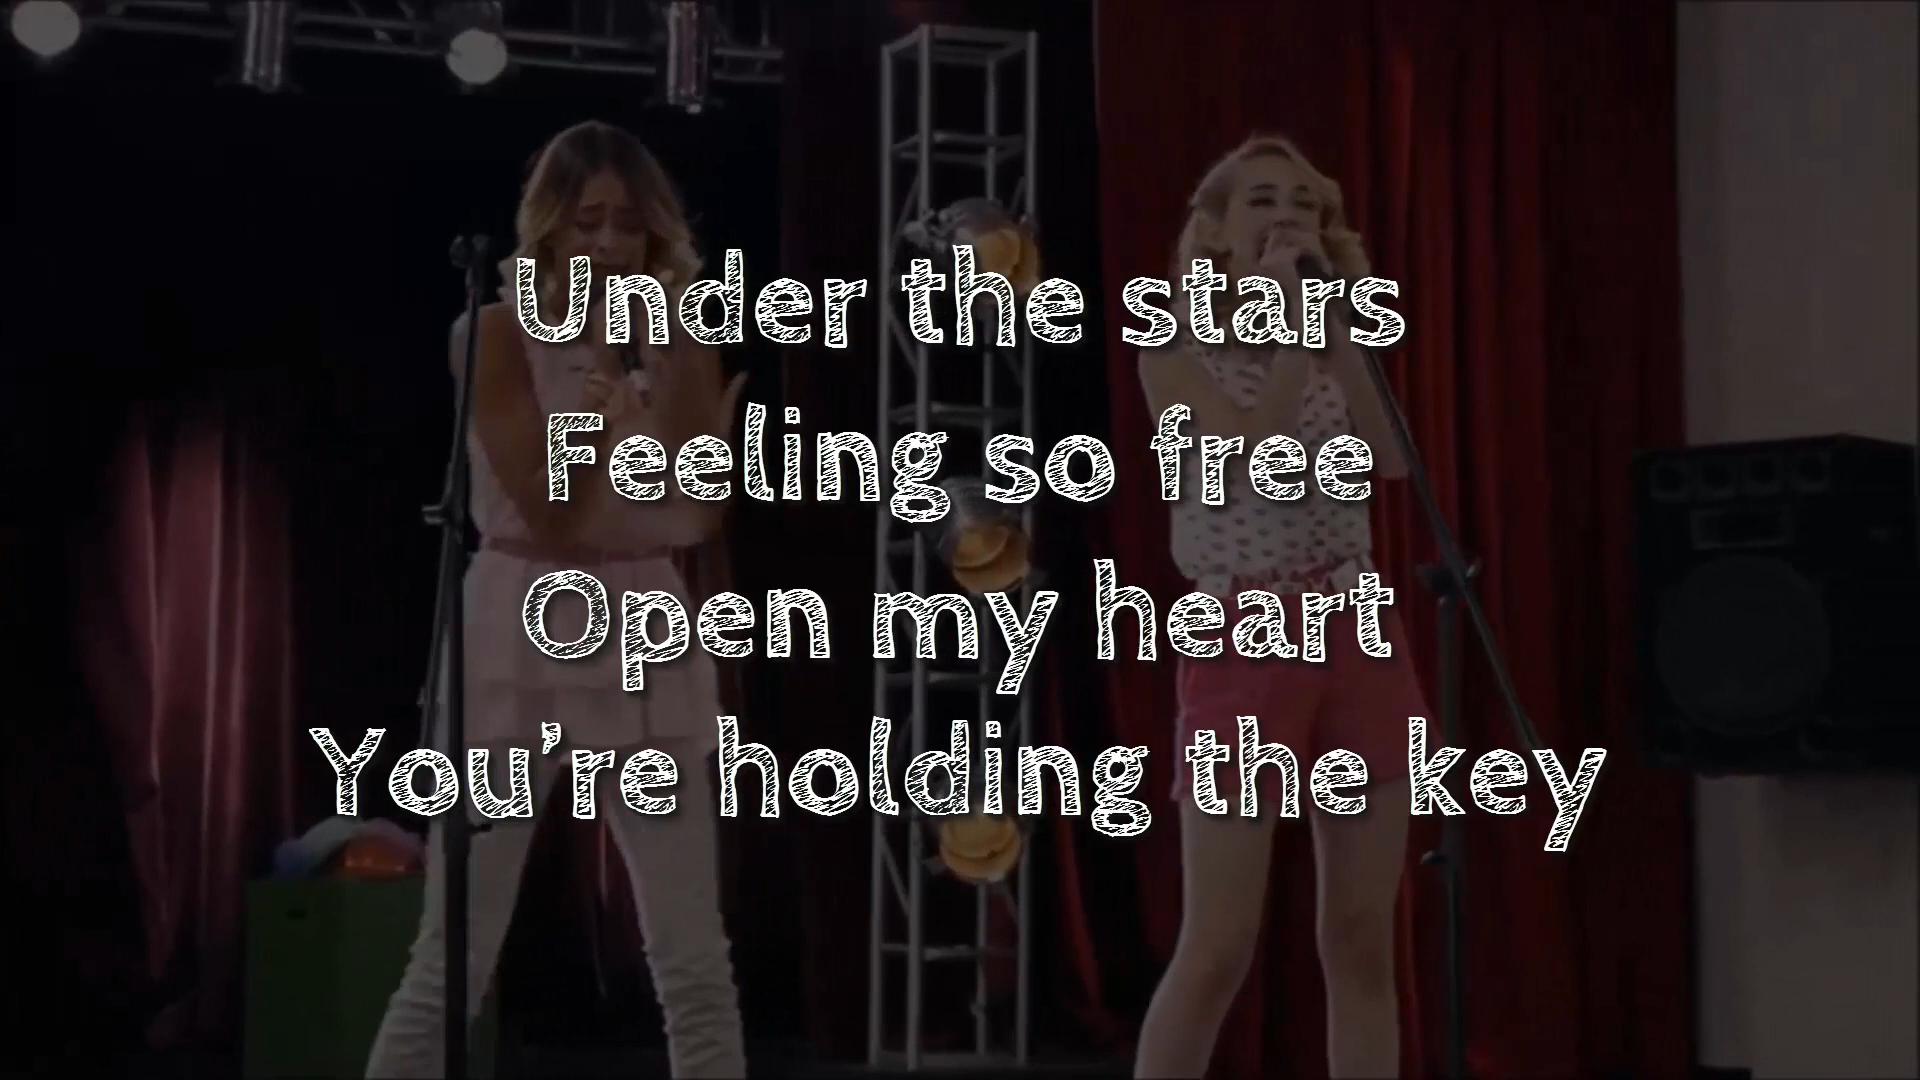 Under the stars
Feeling so free
Open my heart
You're holding the key